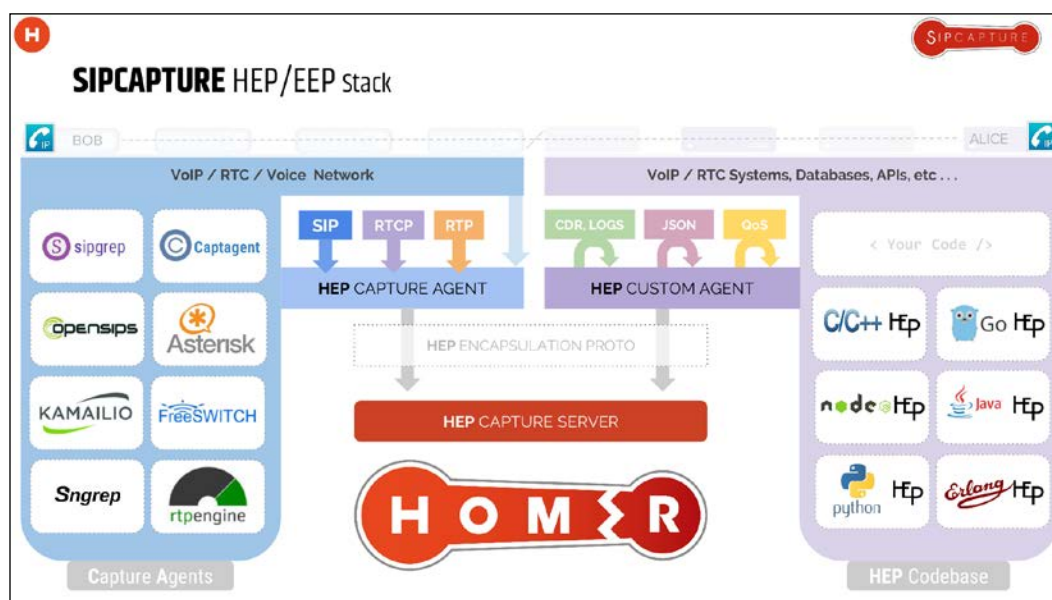 H
SIPCAPTURE
SIPCAPTURE HEP/EEP Stack
IP
BOB
ALICE
IP
VoIP / RTC / Voice Network
VoIP / RTC Systems, Databases, APIs, etc . . .
sipgrep
Captagent
SIP
RTCP
RTP
CDR, LOGS
JSON
QoS
< Your Code />
HEP CAPTURE AGENT
HEP CUSTOM AGENT
opensips
Asterisk
C/C++ HEp
Go HEp
HEP ENCAPSULATION PROTO
KAMAILIO
FreeSWITCH
HEP CAPTURE SERVER
node HEp
Java HEp
Sngrep
rtpengine
HOMER
python HEp
Erlang HEp
Capture Agents
HEP Codebase